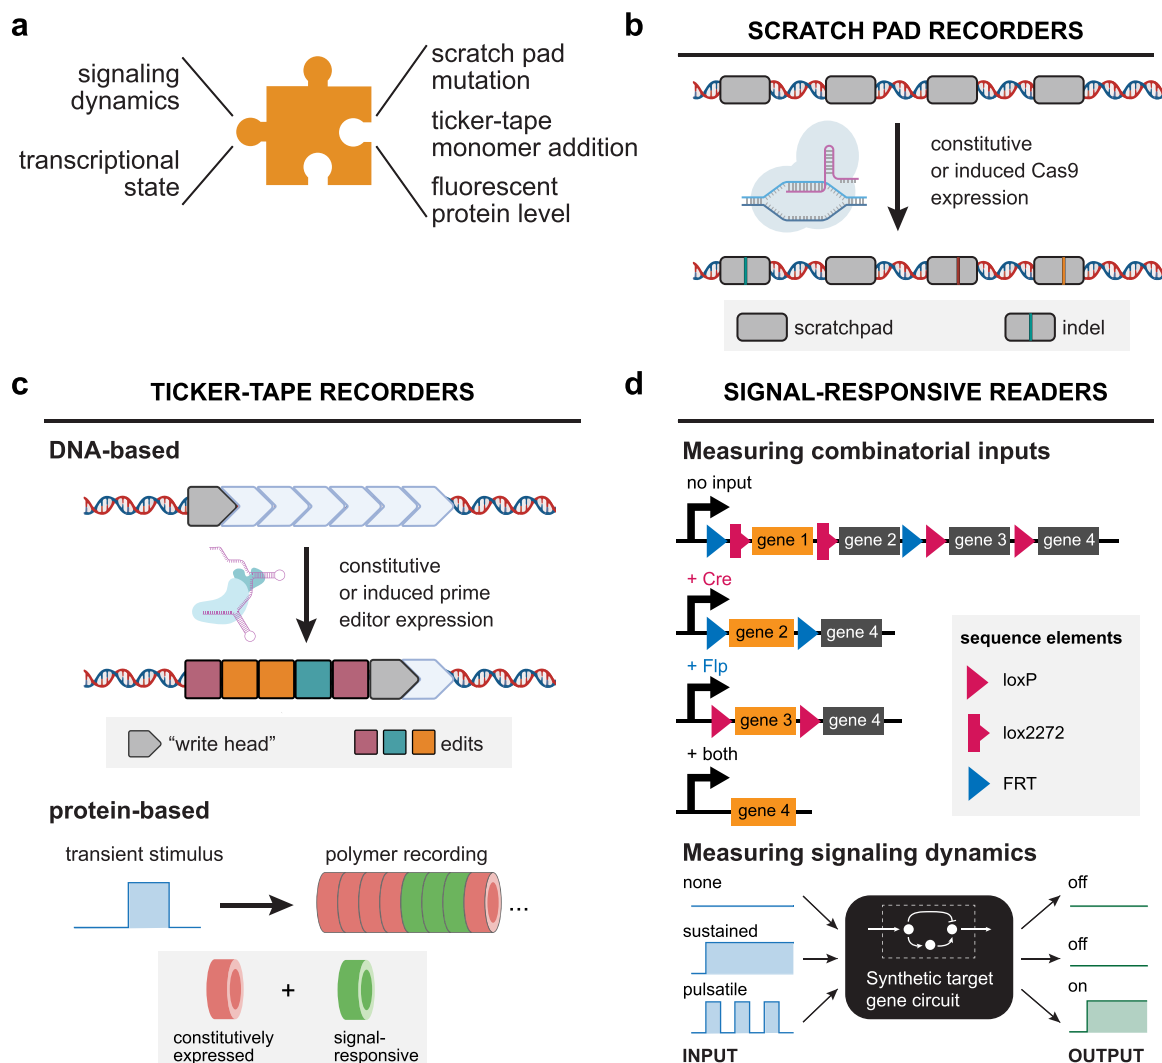 a
signaling
dynamics
transcriptional
state
scratch pad
mutation
ticker-tape
monomer addition
fluorescent
protein level
b
SCRATCH PAD RECORDERS
constitutive
or induced Cas9
expression
scratchpad
indel
c
TICKER-TAPE RECORDERS
DNA-based
constitutive
or induced prime
editor expression
“write head”
edits
protein-based
transient stimulus
polymer recording
...
+
constitutively
expressed
signal-
responsive
d
SIGNAL-RESPONSIVE READERS
Measuring combinatorial inputs
no input
gene 1
gene 2
gene 3
gene 4
+ Cre
gene 2
gene 4
+ Flp
gene 3
gene 4
+ both
gene 4
sequence elements
loxP
lox2272
FRT
Measuring signaling dynamics
none
sustained
pulsatile
INPUT
Synthetic target
gene circuit
off
off
on
OUTPUT